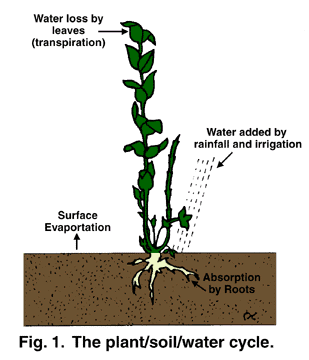 Water loss by
leaves
(transpiration)
Water added by
rainfall and irrigation
Surface
Evaportation
Absorption
by Roots
Fig. 1. The plant/soil/water cycle.